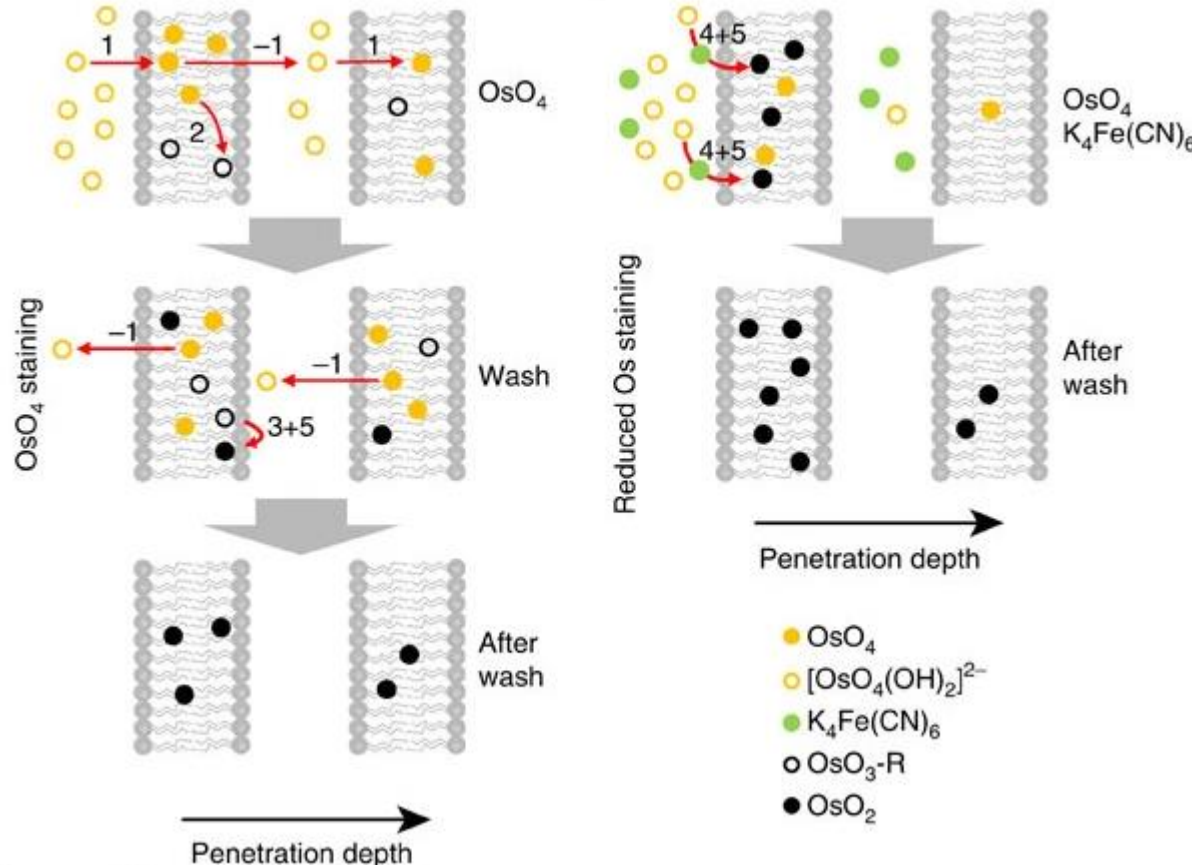 1
−1
1
2
OsO4
OsO4 staining
−1
−1
3+5
Wash
After
wash
Penetration depth
4+5
4+5
OsO4
K4Fe(CN)6
Reduced Os staining
After
wash
Penetration depth
OsO4
[OsO4(OH)2]2−
K4Fe(CN)6
OsO3-R
OsO2